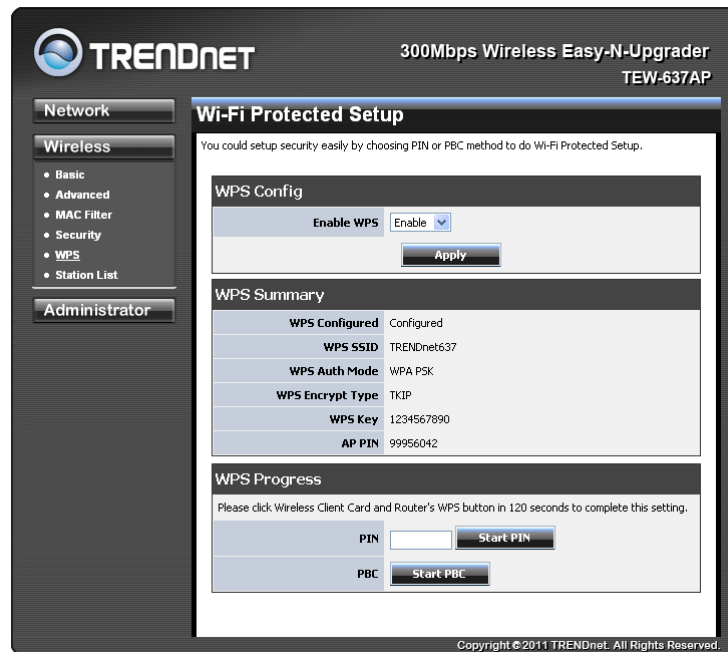 TRENDNET
300Mbps Wireless Easy-N-Upgrader
TEW-637AP
Network
Wireless
• Basic
• Advanced
• MAC Filter
• Security
• WPS
• Station List
Administrator
Wi-Fi Protected Setup
You could setup security easily by choosing PIN or PBC method to do Wi-Fi Protected Setup.
WPS Config
Enable WPS Enable
Apply
WPS Summary
WPS Configured Configured
WPS SSID TRENDnet637
WPS Auth Mode WPA PSK
WPS Encrypt Type TKIP
WPS Key 1234567890
AP PIN 99956042
WPS Progress
Please click Wireless Client Card and Router's WPS button in 120 seconds to complete this setting.
PIN Start PIN
PBC Start PBC
Copyright © 2011 TRENDnet. All Rights Reserved.